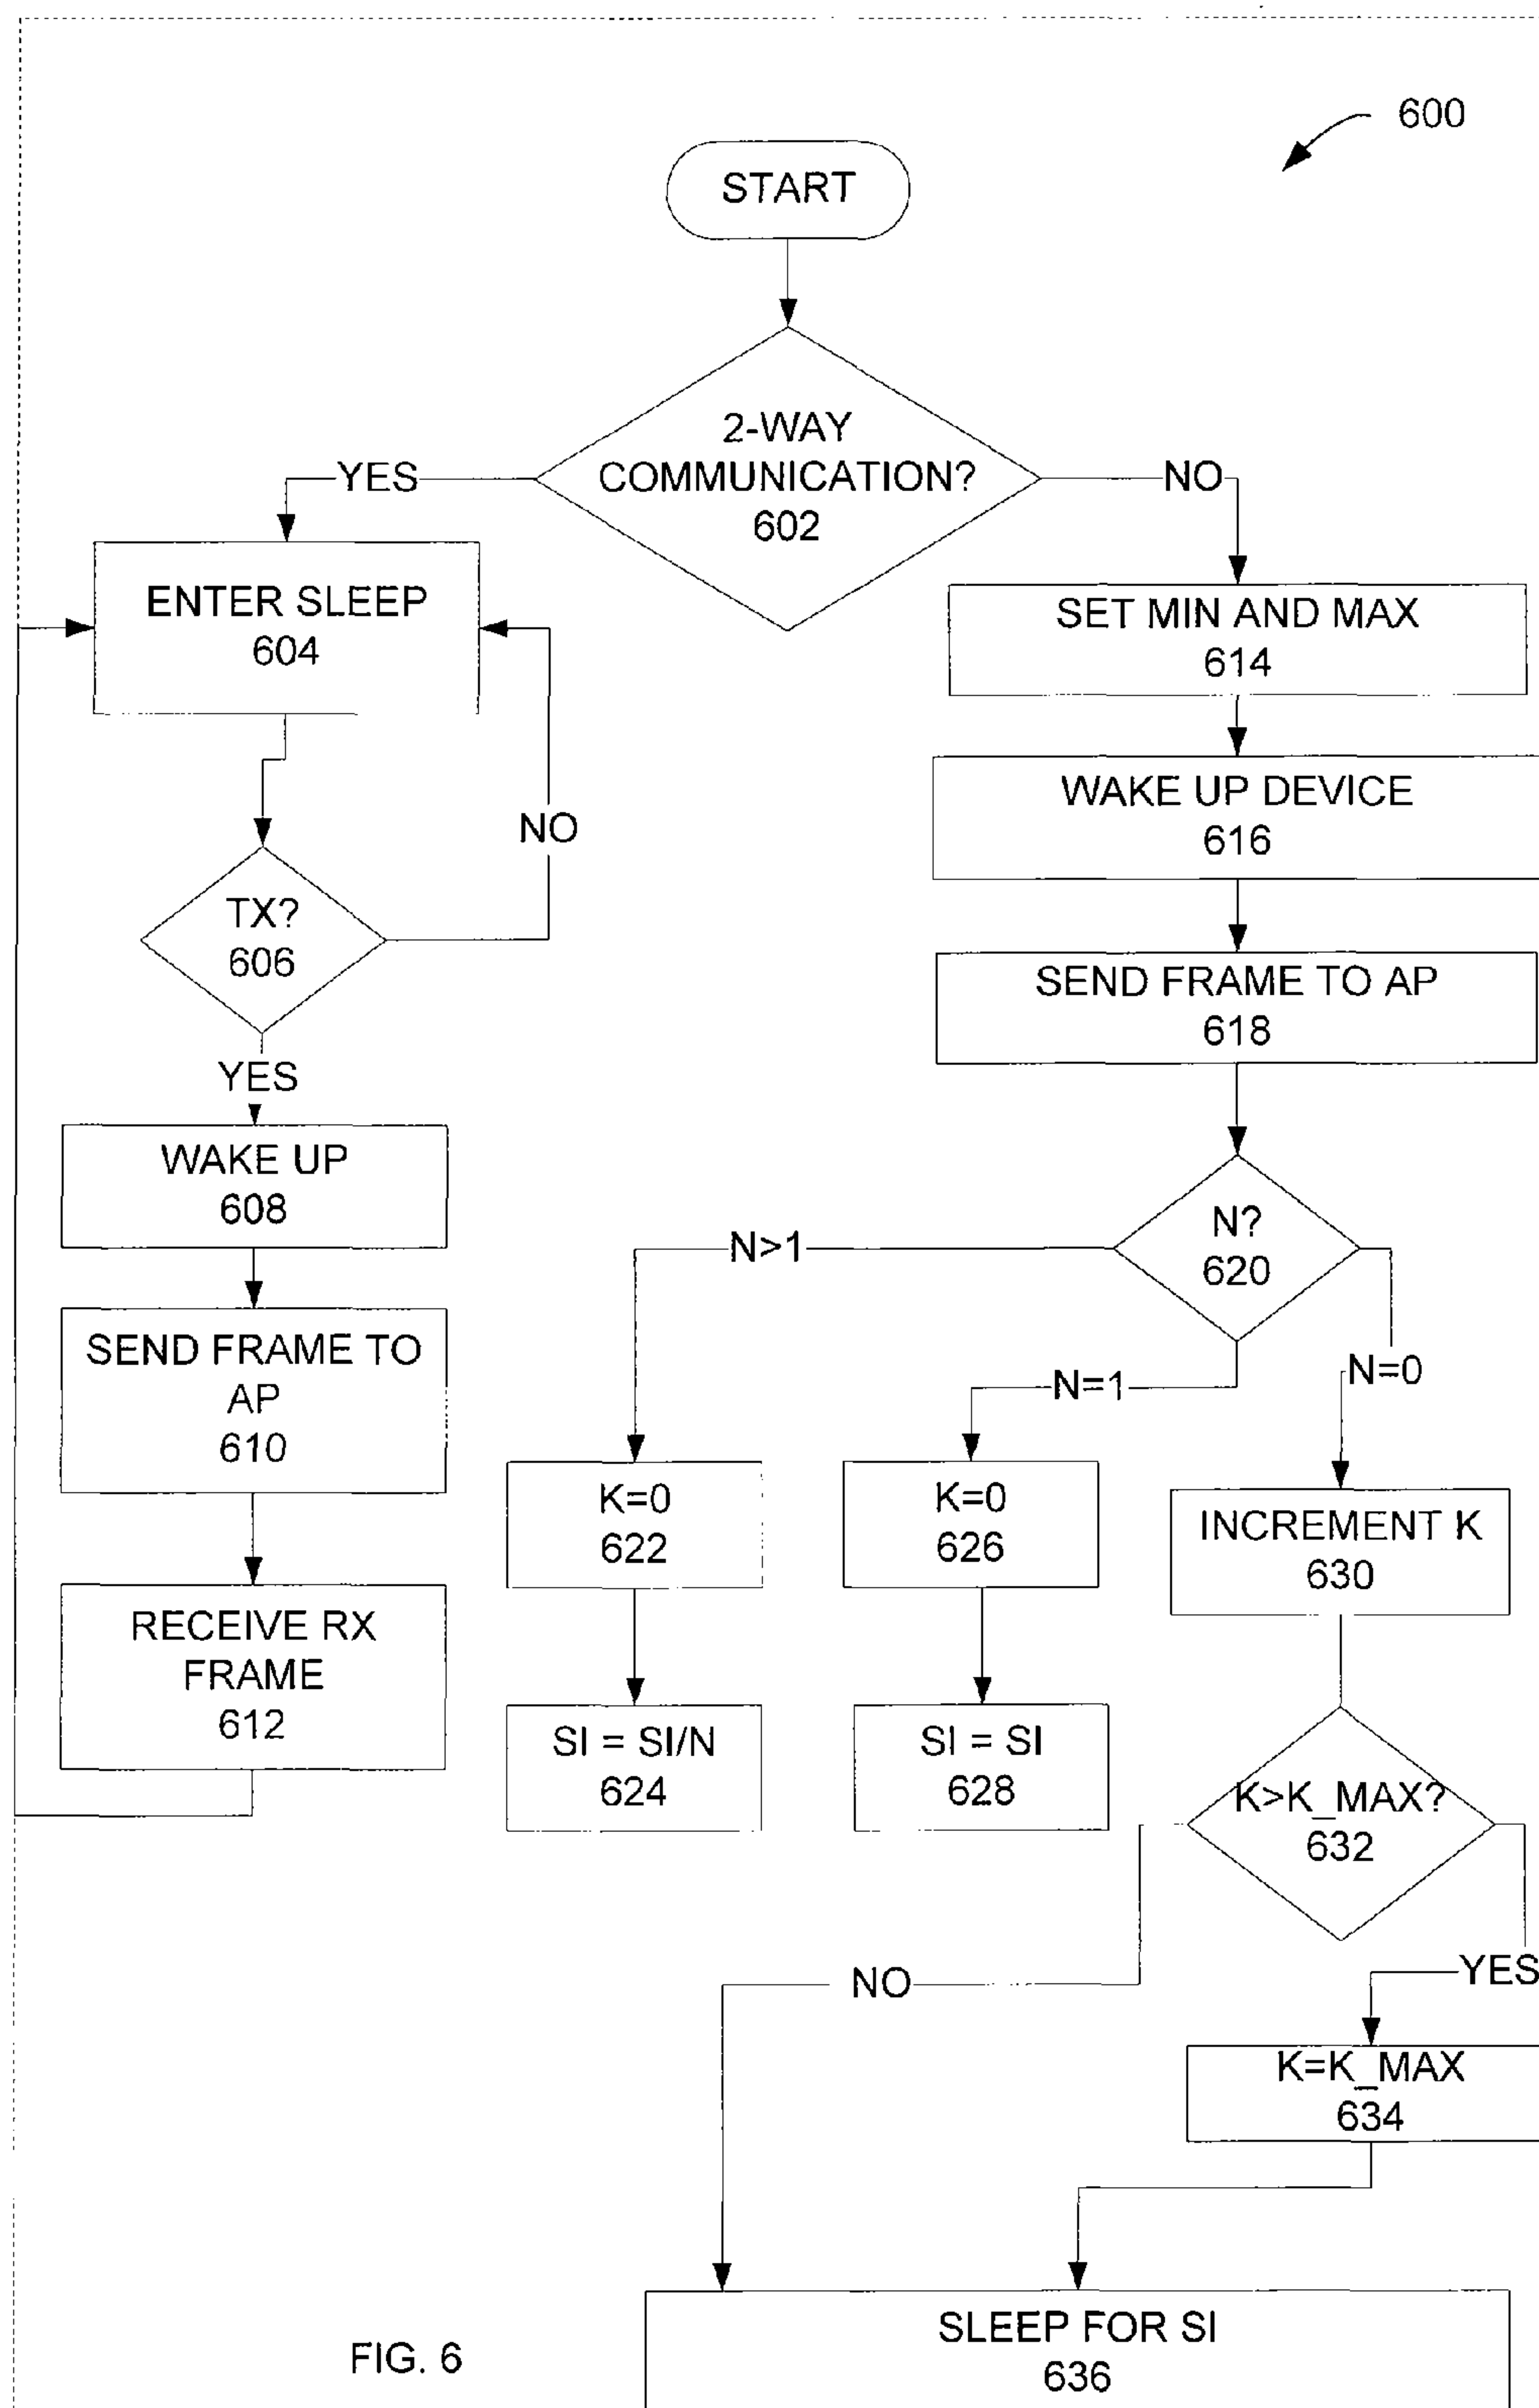 600
START
2-WAY
COMMUNICATION?
602
YES
NO
ENTER SLEEP
604
NO
TX?
606
YES
WAKE UP
608
SEND FRAME TO
AP
610
RECEIVE RX
FRAME
612
SET MIN AND MAX
614
WAKE UP DEVICE
616
SEND FRAME TO AP
618
N?
620
N>1
N=1
N=0
K=0
622
SI = SI/N
624
K=0
626
SI = SI
628
INCREMENT K
630
K>K_MAX?
632
NO
YES
K=K_MAX
634
SLEEP FOR SI
636
FIG. 6